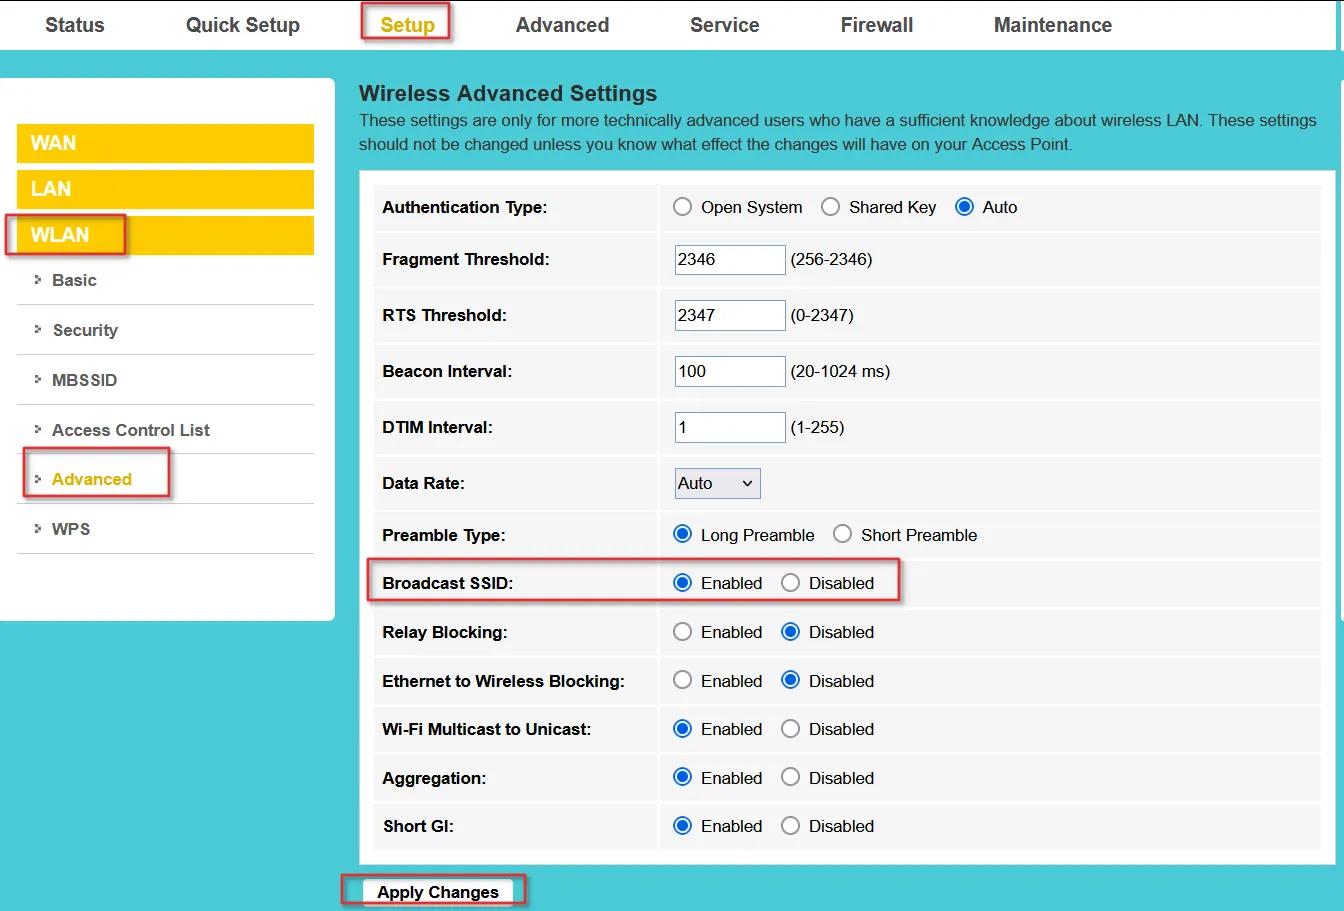 Status Quick Setup Setup Advanced Service Firewall Maintenance
WAN
LAN
WLAN
Basic
Security
MBSSID
Access Control List
Advanced
WPS
Wireless Advanced Settings
These settings are only for more technically advanced users who have a sufficient knowledge about wireless LAN. These settings
should not be changed unless you know what effect the changes will have on your Access Point.
Authentication Type: Open System Shared Key Auto
Fragment Threshold: 2346 (256-2346)
RTS Threshold: 2347 (0-2347)
Beacon Interval: 100 (20-1024 ms)
DTIM Interval: 1 (1-255)
Data Rate: Auto
Preamble Type: Long Preamble Short Preamble
Broadcast SSID: Enabled Disabled
Relay Blocking: Enabled Disabled
Ethernet to Wireless Blocking: Enabled Disabled
Wi-Fi Multicast to Unicast: Enabled Disabled
Aggregation: Enabled Disabled
Short GI: Enabled Disabled
Apply Changes